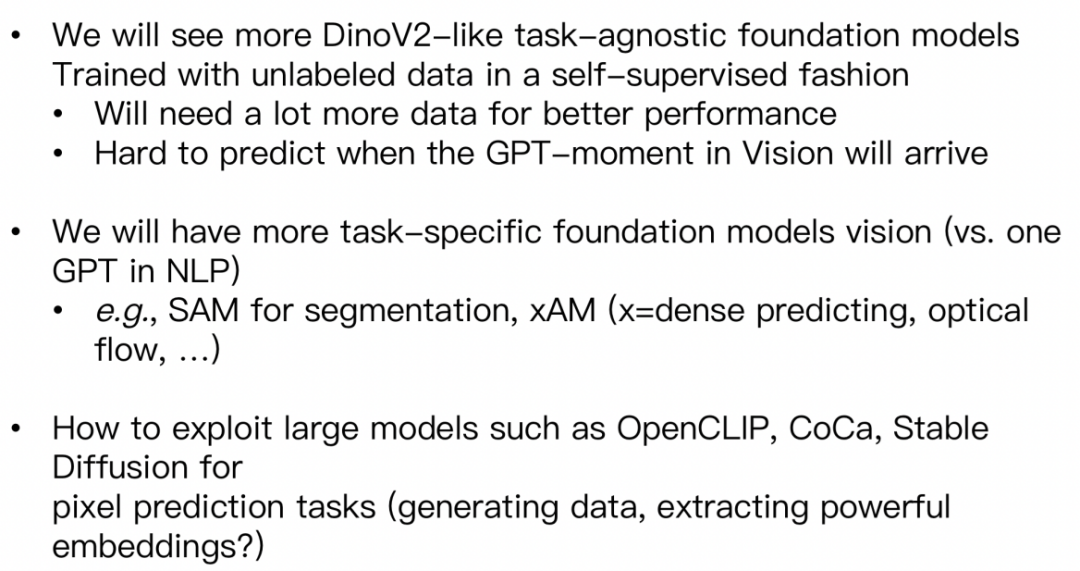 • We will see more DinoV2-like task-agnostic foundation models
Trained with unlabeled data in a self-supervised fashion
• Will need a lot more data for better performance
• Hard to predict when the GPT-moment in Vision will arrive
• We will have more task-specific foundation models vision (vs. one
GPT in NLP)
• e.g., SAM for segmentation, xAM (x=dense predicting, optical
flow, ...)
• How to exploit large models such as OpenCLIP, CoCa, Stable
Diffusion for
pixel prediction tasks (generating data, extracting powerful
embeddings?)